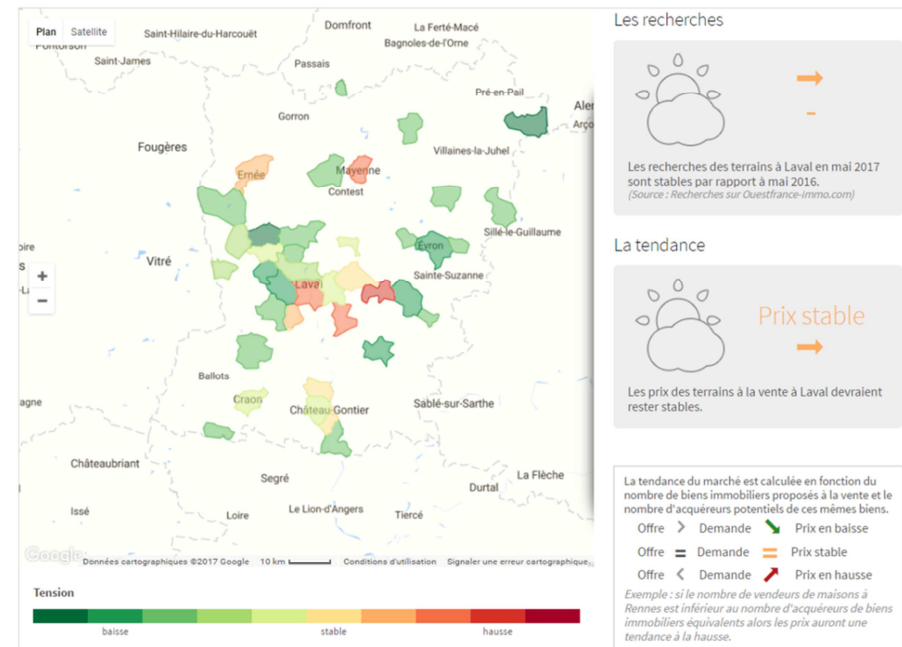 Plan Satellite
Saint-Hilaire-du-Harcouët
Domfront
La Ferté-Macé
Bagnoles-de-l'Orne
Pontorson
Saint-James
Passais
Pré-en-Pail
Gorron
Fougères
Villaines-la-Juhel
Ernée
Mayenne
Contest
Sillé-le-Guillaume
Évron
Vitré
Sainte-Suzanne
Laval
+
−
Ballots
Craon
Château-Gontier
Sablé-sur-Sarthe
Châteaubriant
Segré
La Flèche
Durtal
Issé
Loire
Le Lion-d'Angers
Tiercé
Google
Données cartographiques ©2017 Google 10 km Conditions d'utilisation Signaler une erreur cartographique
Tension
baisse stable hausse
Les recherches
-
Les recherches des terrains à Laval en mai 2017
sont stables par rapport à mai 2016.
(Source : Recherches sur Ouestfrance-immo.com)
La tendance
Prix stable
Les prix des terrains à la vente à Laval devraient
rester stables.
La tendance du marché est calculée en fonction du
nombre de biens immobiliers proposés à la vente et le
nombre d'acquéreurs potentiels de ces mêmes biens.
Offre > Demande Prix en baisse
Offre = Demande = Prix stable
Offre < Demande Prix en hausse
Exemple : si le nombre de vendeurs de maisons à
Rennes est inférieur au nombre d'acquéreurs de biens
immobiliers équivalents alors les prix auront une
tendance à la hausse.